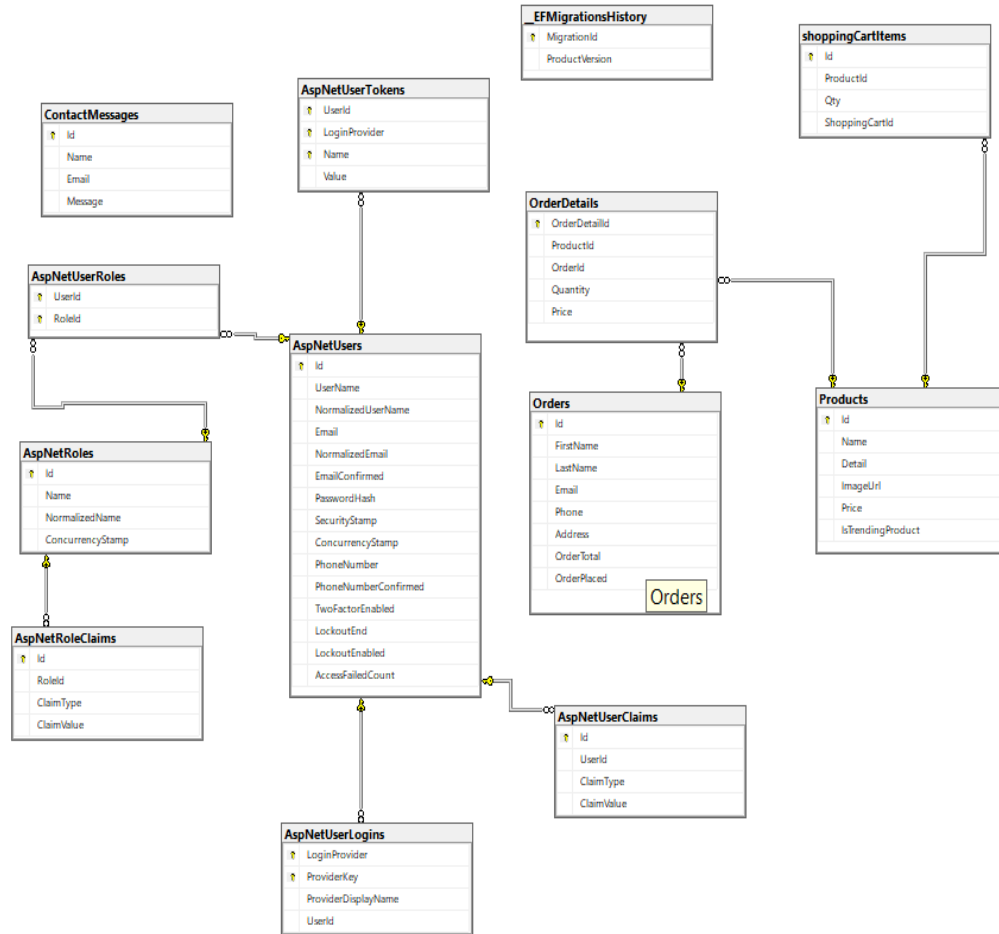 __EFMigrationsHistory
MigrationId
ProductVersion
shoppingCartItems
Id
ProductId
Qty
ShoppingCartId
AspNetUserTokens
UserId
LoginProvider
Name
Value
ContactMessages
Id
Name
Email
Message
OrderDetails
OrderDetailId
ProductId
OrderId
Quantity
Price
AspNetUserRoles
UserId
RoleId
AspNetUsers
Id
UserName
NormalizedUserName
Email
NormalizedEmail
EmailConfirmed
PasswordHash
SecurityStamp
ConcurrencyStamp
PhoneNumber
PhoneNumberConfirmed
TwoFactorEnabled
LockoutEnd
LockoutEnabled
AccessFailedCount
Orders
Id
FirstName
LastName
Email
Phone
Address
OrderTotal
OrderPlaced
Orders
Products
Id
Name
Detail
ImageUrl
Price
IsTrendingProduct
AspNetRoles
Id
Name
NormalizedName
ConcurrencyStamp
AspNetRoleClaims
Id
RoleId
ClaimType
ClaimValue
AspNetUserClaims
Id
UserId
ClaimType
ClaimValue
AspNetUserLogins
LoginProvider
ProviderKey
ProviderDisplayName
UserId